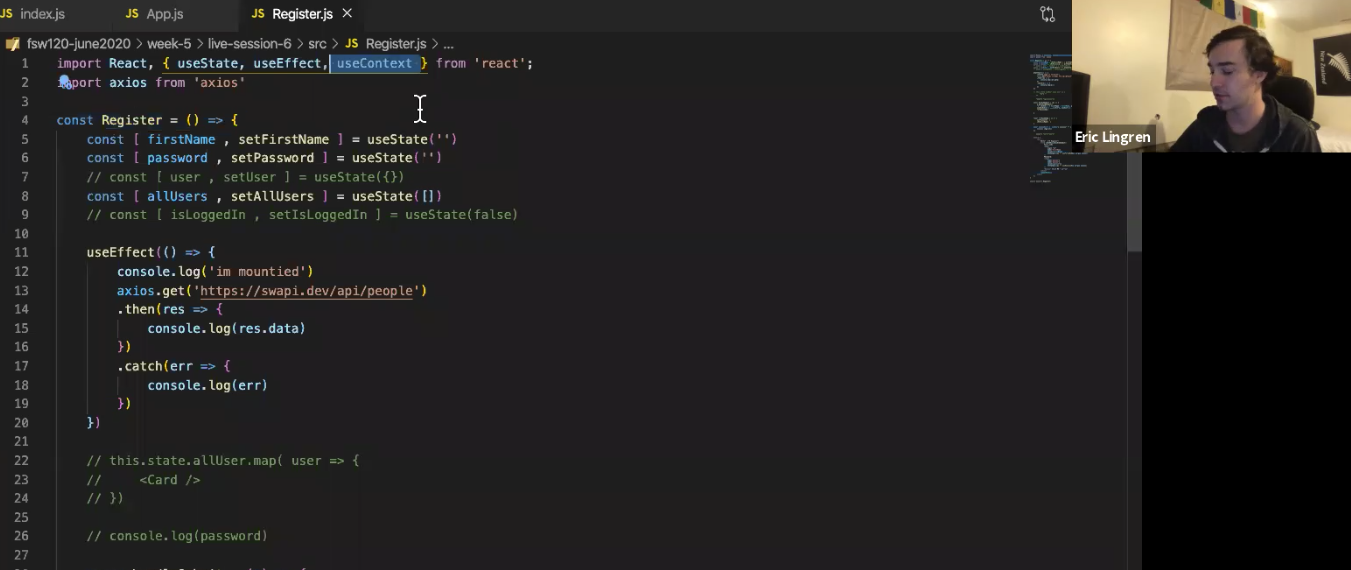 index.js
App.js
Register.js
fsw120-june2020 > week-5 > live-session-6 > src > JS Register.js > ...
1 import React, { useState, useEffect, useContext } from 'react';
2 import axios from 'axios'
3
4 const Register = () => {
5 const [ firstName , setFirstName ] = useState('')
6 const [ password , setPassword ] = useState('')
7 // const [ user , setUser ] = useState({})
8 const [ allUsers , setAllUsers ] = useState([])
9 // const [ isLoggedIn , setIsLoggedIn ] = useState(false)
10
11 useEffect(() => {
12 console.log('im mountied')
13 axios.get('https://swapi.dev/api/people')
14 .then(res => {
15 console.log(res.data)
16 })
17 .catch(err => {
18 console.log(err)
19 })
20 })
21
22 // this.state.allUser.map( user => {
23 // <Card />
24 // })
25
26 // console.log(password)
27
Eric Lingren
New Zealand